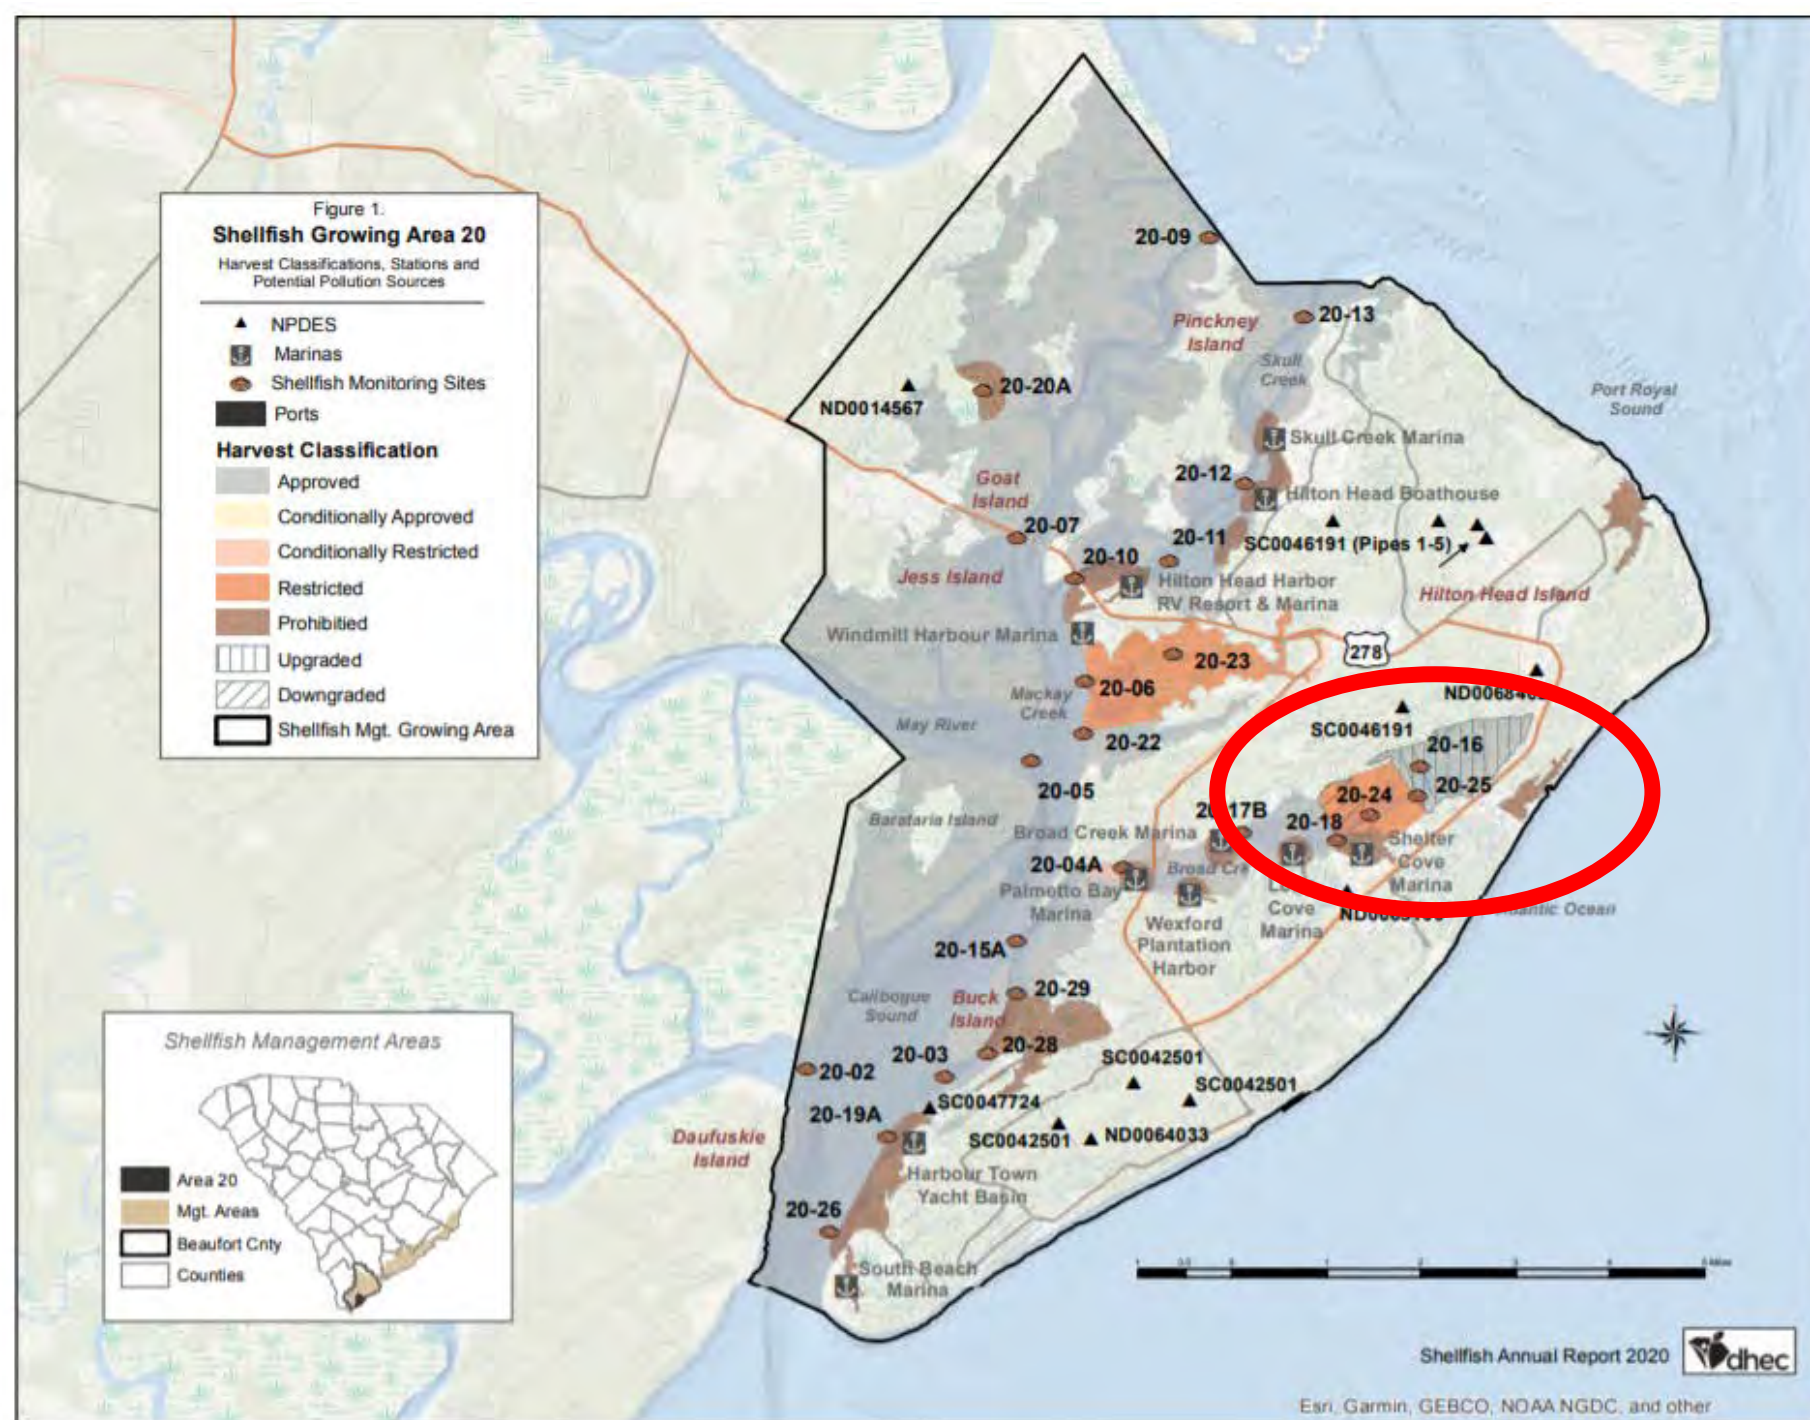 Figure 1.
Shellfish Growing Area 20
Harvest Classifications, Stations and
Potential Pollution Sources
NPDES
Marinas
Shellfish Monitoring Sites
Ports
Harvest Classification
Approved
Conditionally Approved
Conditionally Restricted
Restricted
Prohibitied
Upgraded
Downgraded
Shellfish Mgt. Growing Area
20-09
Pinckney
Island
20-13
Skull
Creek
ND0014567
20-20A
Port Royal
Sound
Skull Creek Marina
20-12
Goat
Island
Hilton Head Boathouse
20-07
20-11
SC0046191 (Pipes 1-5)
20-10
Jess Island
Hilton Head Harbor
RV Resort & Marina
Hilton Head Island
Windmill Harbour Marina
278
20-23
20-06
Mackay
Creek
May River
20-22
SC0046191
20-16
20-05
20-25
20-24
Barataria Island
Broad Creek Marina
20-18
Shelter
Cove
Marina
20-04A
Palmetto Bay
Marina
Cove
Marina
Wexford
Plantation
Harbor
Ocean
20-15A
20-29
Calibogue
Sound
Buck
Island
20-28
20-03
20-02
SC0042501
SC0042501
SC0047724
20-19A
SC0042501
ND0064033
Daufuskie
Island
Harbour Town
Yacht Basin
20-26
South Beach
Marina
Shellfish Management Areas
Area 20
Mgt. Areas
Beaufort Cnty
Counties
Shellfish Annual Report 2020
dhec
Esri, Garmin, GEBCO, NOAA NGDC, and other